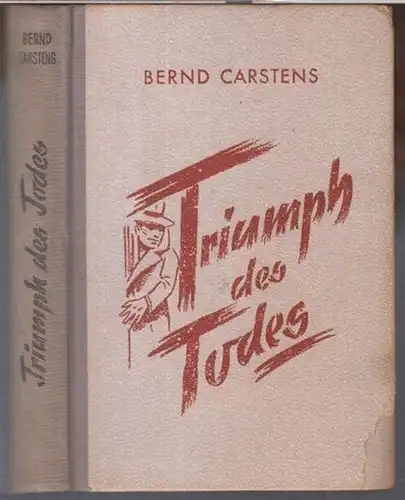 BERND
CARSTENS
Triumph des Todes
BERND CARSTENS
Triumph
des
Todes